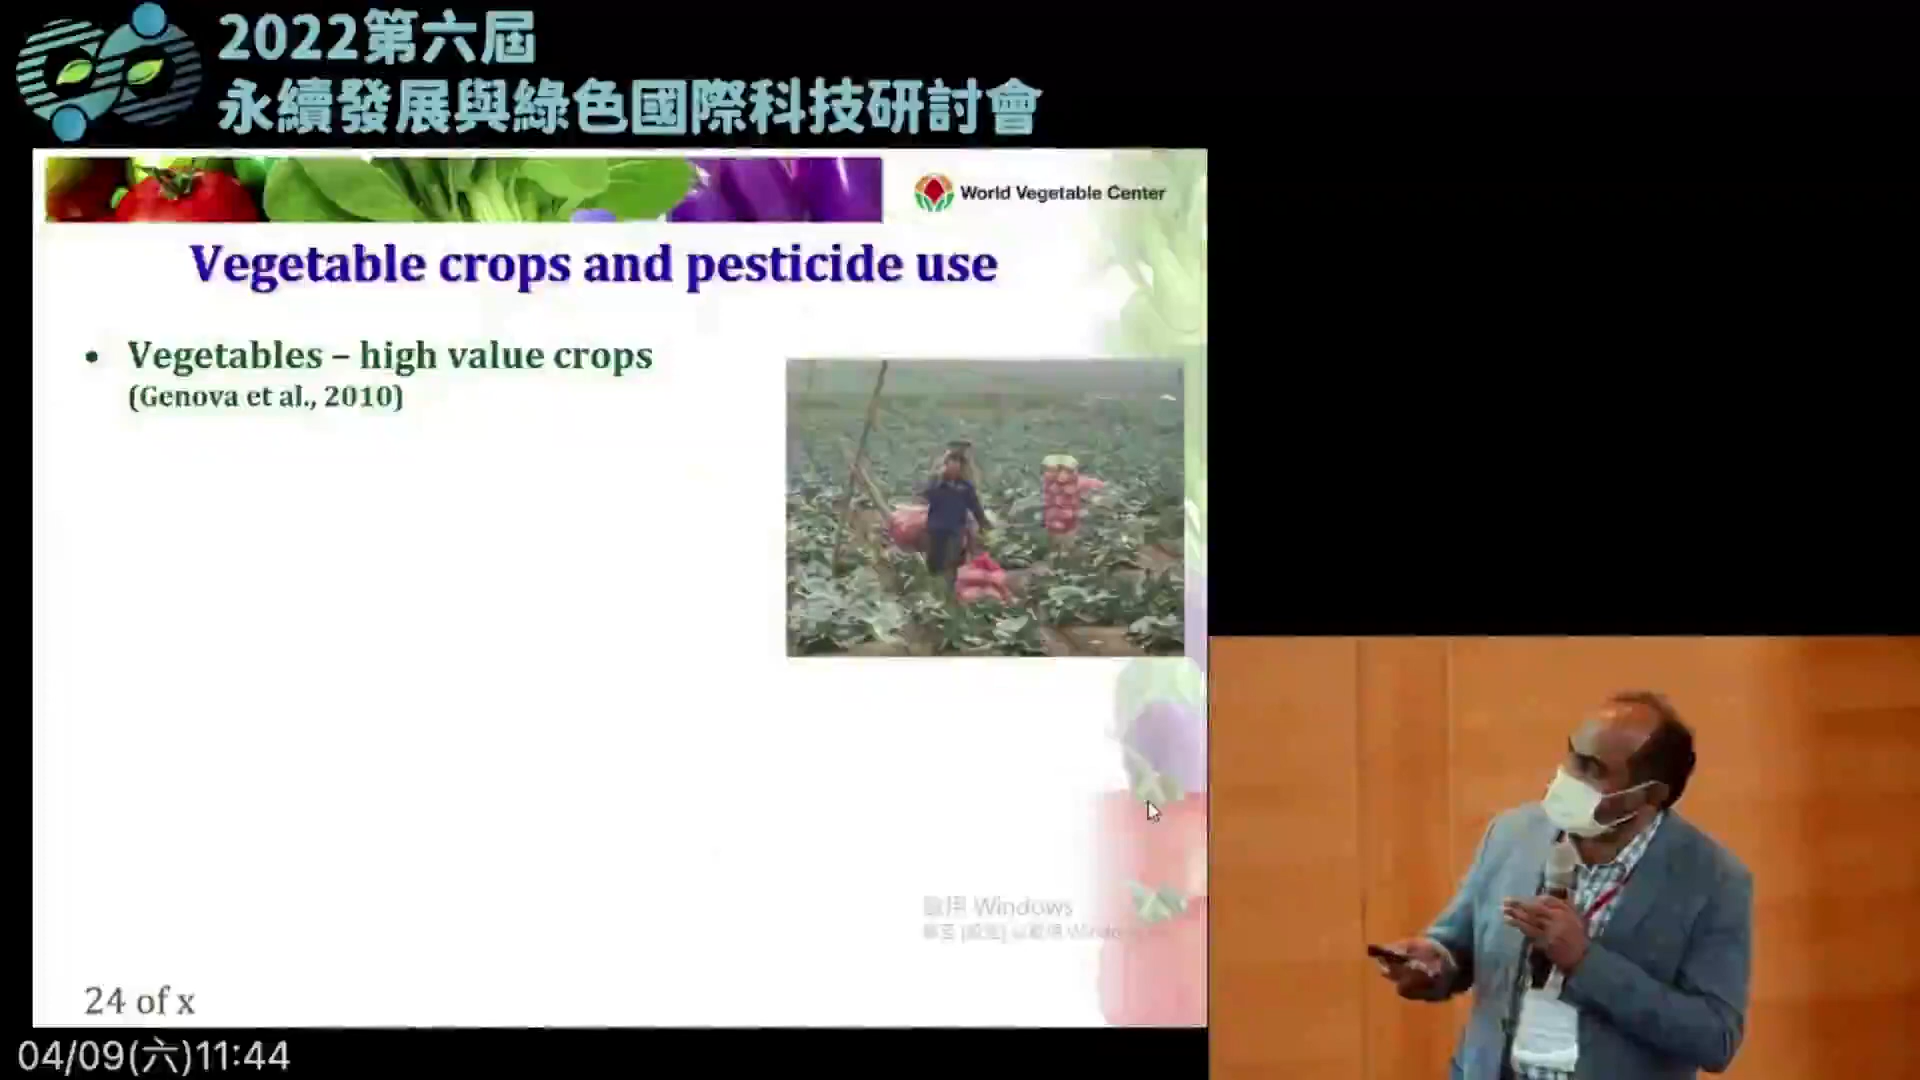 2022第六屆
永續發展與綠色國際科技研討會
World Vegetable Center
Vegetable crops and pesticide use
• Vegetables – high value crops
(Genova et al., 2010)
啟用 Windows
24 of x
04/09(六)11:44